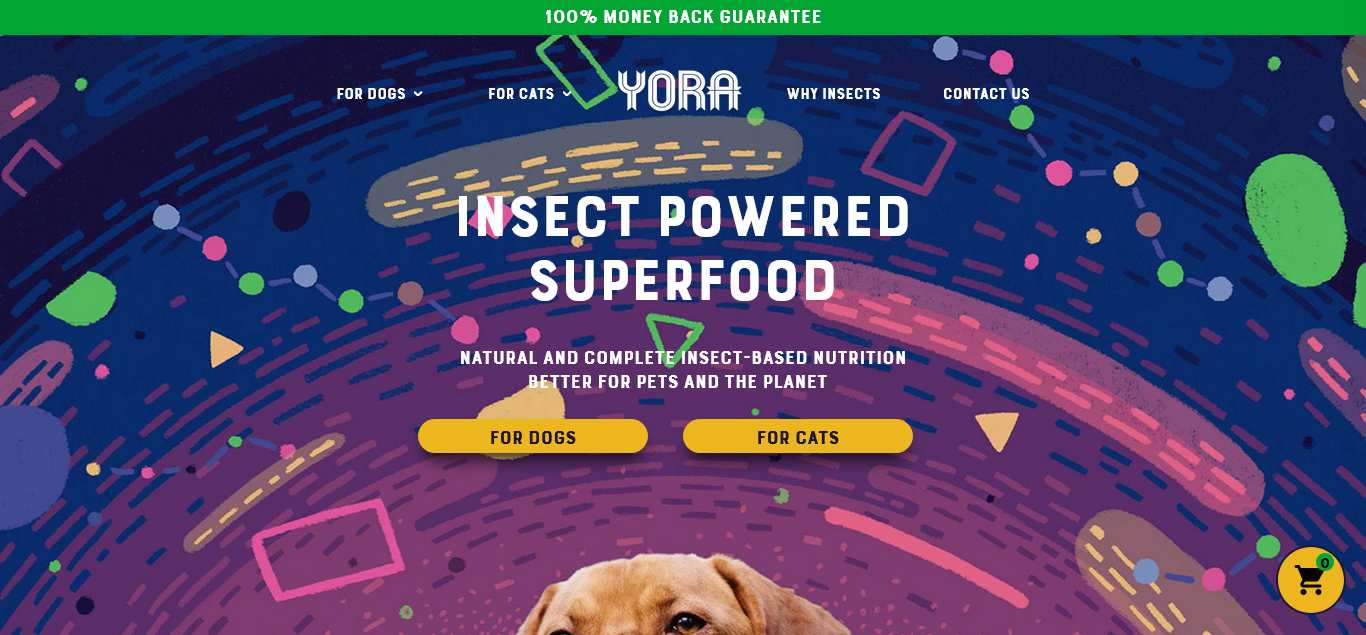 100% MONEY BACK GUARANTEE
FOR DOGS FOR CATS YORA WHY INSECTS CONTACT US
INSECT POWERED
SUPERFOOD
NATURAL AND COMPLETE INSECT-BASED NUTRITION
BETTER FOR PETS AND THE PLANET
FOR DOGS FOR CATS
0